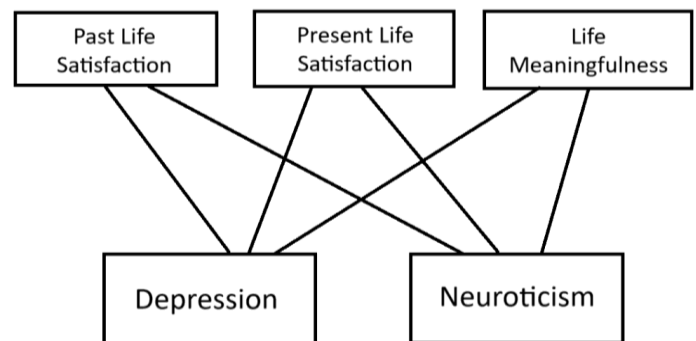 Past Life
Satisfaction
Present Life
Satisfaction
Life
Meaningfulness
Depression
Neuroticism